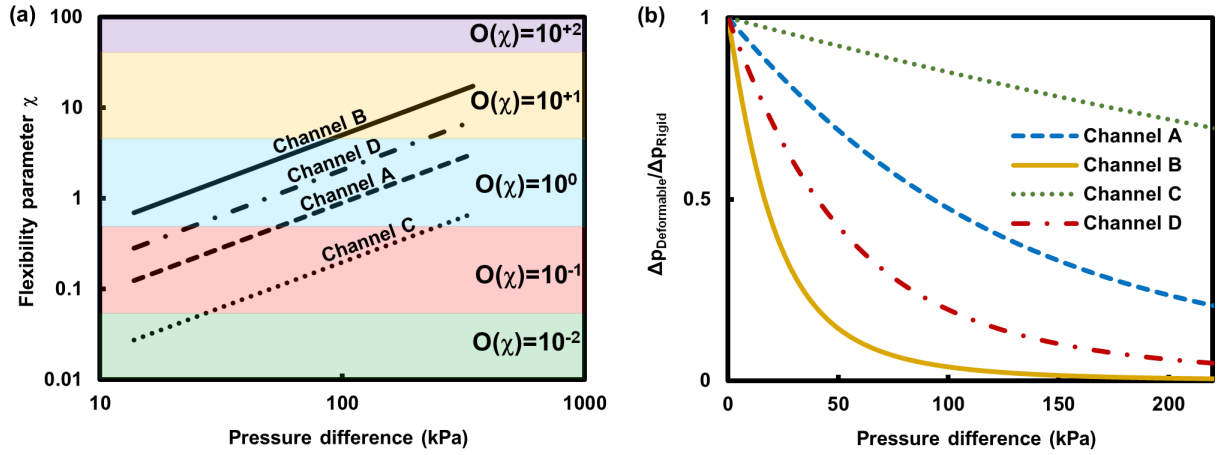 (a)
Flexibility parameter χ
100
10
1
0.1
0.01
O(χ)=10⁺²
O(χ)=10⁺¹
O(χ)=10⁰
O(χ)=10⁻¹
O(χ)=10⁻²
Channel B
Channel D
Channel A
Channel C
10
100
1000
Pressure difference (kPa)
(b)
Δp_Deformable/Δp_Rigid
1
0.5
0
Channel A
Channel B
Channel C
Channel D
0
50
100
150
200
Pressure difference (kPa)